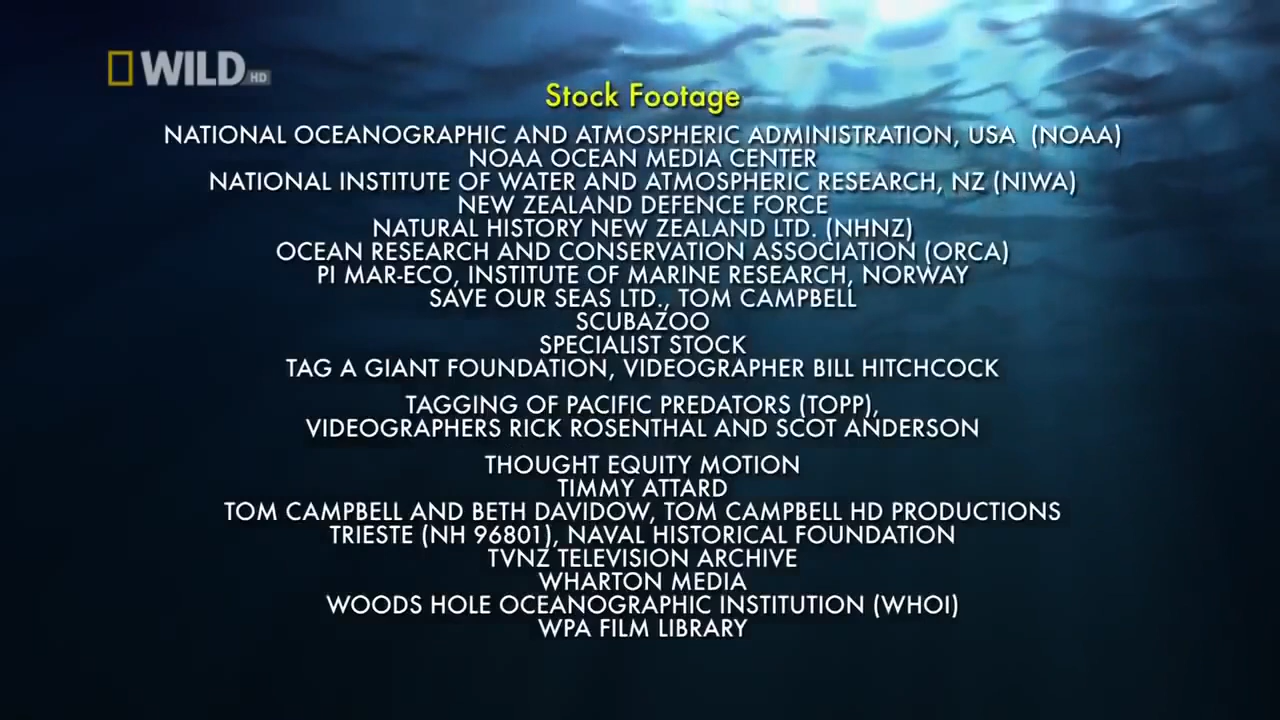 WILD HD
Stock Footage
NATIONAL OCEANOGRAPHIC AND ATMOSPHERIC ADMINISTRATION, USA (NOAA)
NOAA OCEAN MEDIA CENTER
NATIONAL INSTITUTE OF WATER AND ATMOSPHERIC RESEARCH, NZ (NIWA)
NEW ZEALAND DEFENCE FORCE
NATURAL HISTORY NEW ZEALAND LTD. (NHNZ)
OCEAN RESEARCH AND CONSERVATION ASSOCIATION (ORCA)
PI MAR-ECO, INSTITUTE OF MARINE RESEARCH, NORWAY
SAVE OUR SEAS LTD., TOM CAMPBELL
SCUBAZOO
SPECIALIST STOCK
TAG A GIANT FOUNDATION, VIDEOGRAPHER BILL HITCHCOCK
TAGGING OF PACIFIC PREDATORS (TOPP),
VIDEOGRAPHERS RICK ROSENTHAL AND SCOT ANDERSON
THOUGHT EQUITY MOTION
TIMMY ATTARD
TOM CAMPBELL AND BETH DAVIDOW, TOM CAMPBELL HD PRODUCTIONS
TRIESTE (NH 96801), NAVAL HISTORICAL FOUNDATION
TVNZ TELEVISION ARCHIVE
WHARTON MEDIA
WOODS HOLE OCEANOGRAPHIC INSTITUTION (WHOI)
WPA FILM LIBRARY